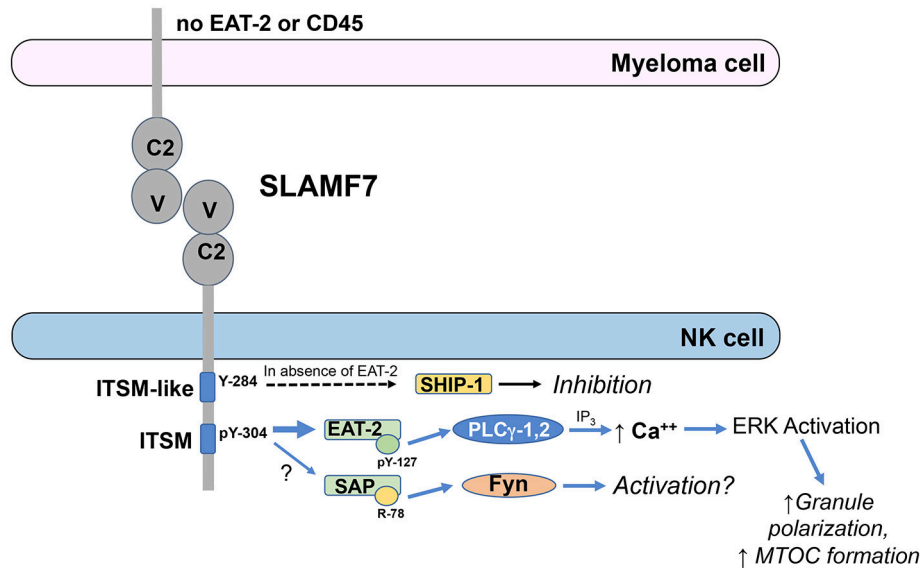 no EAT-2 or CD45
Myeloma cell
C2
V
V
C2
SLAMF7
NK cell
ITSM-like
Y-284
In absence of EAT-2
SHIP-1
Inhibition
ITSM
pY-304
EAT-2
pY-127
PLCγ-1,2
IP₃
↑ Ca⁺⁺
ERK Activation
?
SAP
R-78
Fyn
Activation?
↑Granule
polarization,
↑ MTOC formation